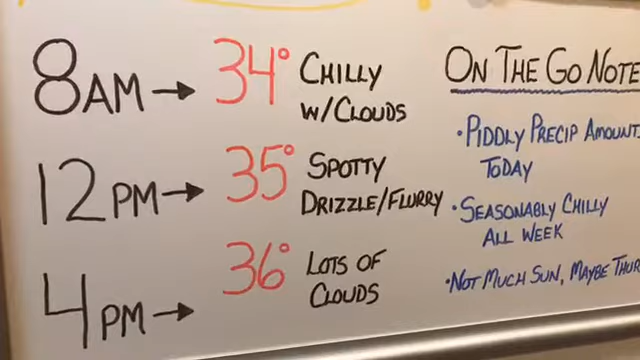 8AM → 34° CHILLY
W/CLOUDS
12PM → 35° SPOTTY
DRIZZLE/FLURRY
4PM → 36° LOTS OF
CLOUDS
ON THE GO NOTE
•PIDDLY PRECIP AMOUNT
TODAY
•SEASONABLY CHILLY
ALL WEEK
•NOT MUCH SUN, MAYBE THUR